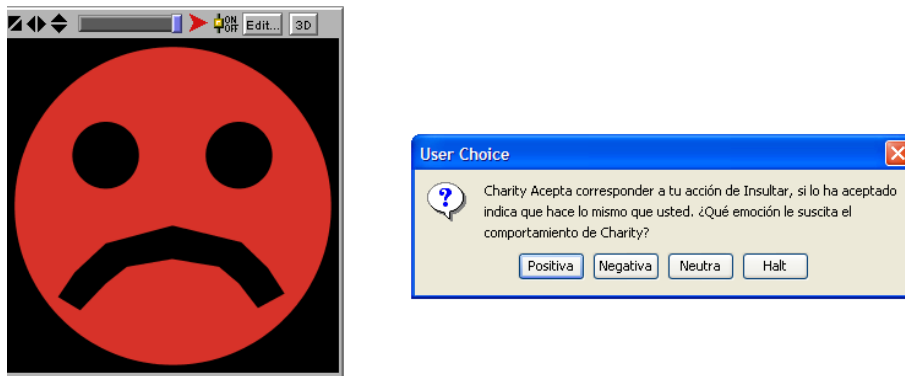 ON
OFF
Edit...
3D
User Choice
Charity Acepta corresponder a tu acción de Insultar, si lo ha aceptado
indica que hace lo mismo que usted. ¿Qué emoción le suscita el
comportamiento de Charity?
Positiva Negativa Neutra Halt